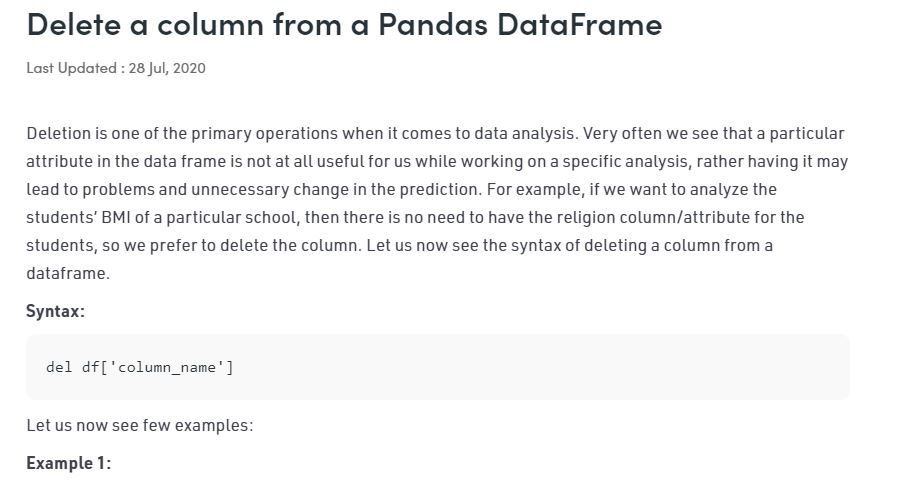 Delete a column from a Pandas DataFrame
Last Updated : 28 Jul, 2020
Deletion is one of the primary operations when it comes to data analysis. Very often we see that a particular
attribute in the data frame is not at all useful for us while working on a specific analysis, rather having it may
lead to problems and unnecessary change in the prediction. For example, if we want to analyze the
students’ BMI of a particular school, then there is no need to have the religion column/attribute for the
students, so we prefer to delete the column. Let us now see the syntax of deleting a column from a
dataframe.
Syntax:
del df['column_name']
Let us now see few examples:
Example 1: